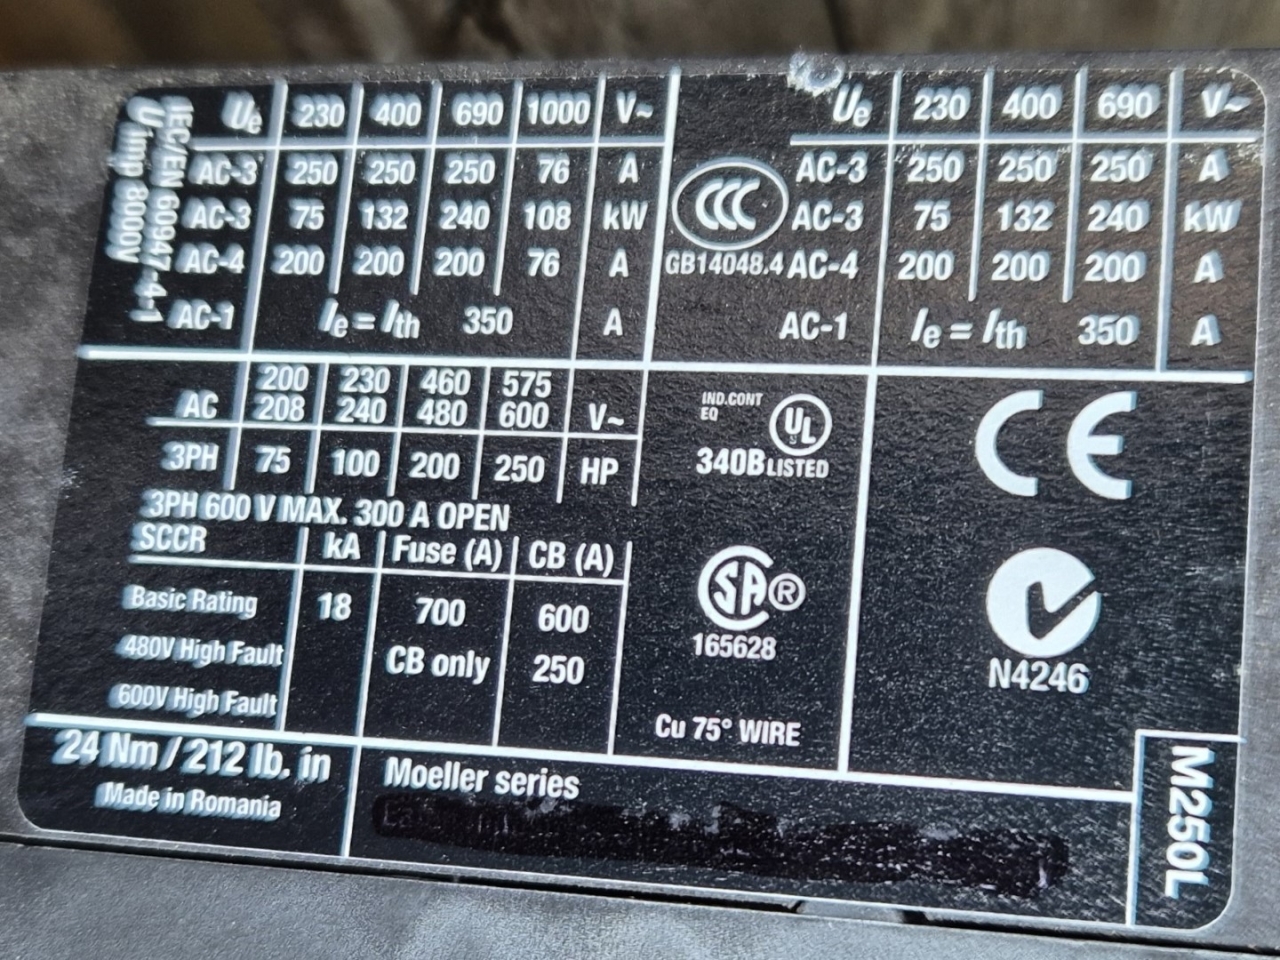 IEC/EN 60947-4-1
Uimp 8000V
Ue 230 400 690 1000 V~
AC-3 250 250 250 76 A
AC-3 75 132 240 108 kW
AC-4 200 200 200 76 A
AC-1 Ie = Ith 350 A
CCC
GB14048.4
Ue 230 400 690 V~
AC-3 250 250 250 A
AC-3 75 132 240 kW
AC-4 200 200 200 A
AC-1 Ie = Ith 350 A
200 230 460 575
AC 208 240 480 600 V~
3PH 75 100 200 250 HP
3PH 600 V MAX. 300 A OPEN
SCCR kA Fuse (A) CB (A)
Basic Rating 18 700 600
480V High Fault CB only 250
600V High Fault
IND.CONT
EQ
UL
340B LISTED
SA ®
165628
Cu 75° WIRE
CE
N4246
24 Nm / 212 lb. in
Made in Romania
Moeller series
M250L